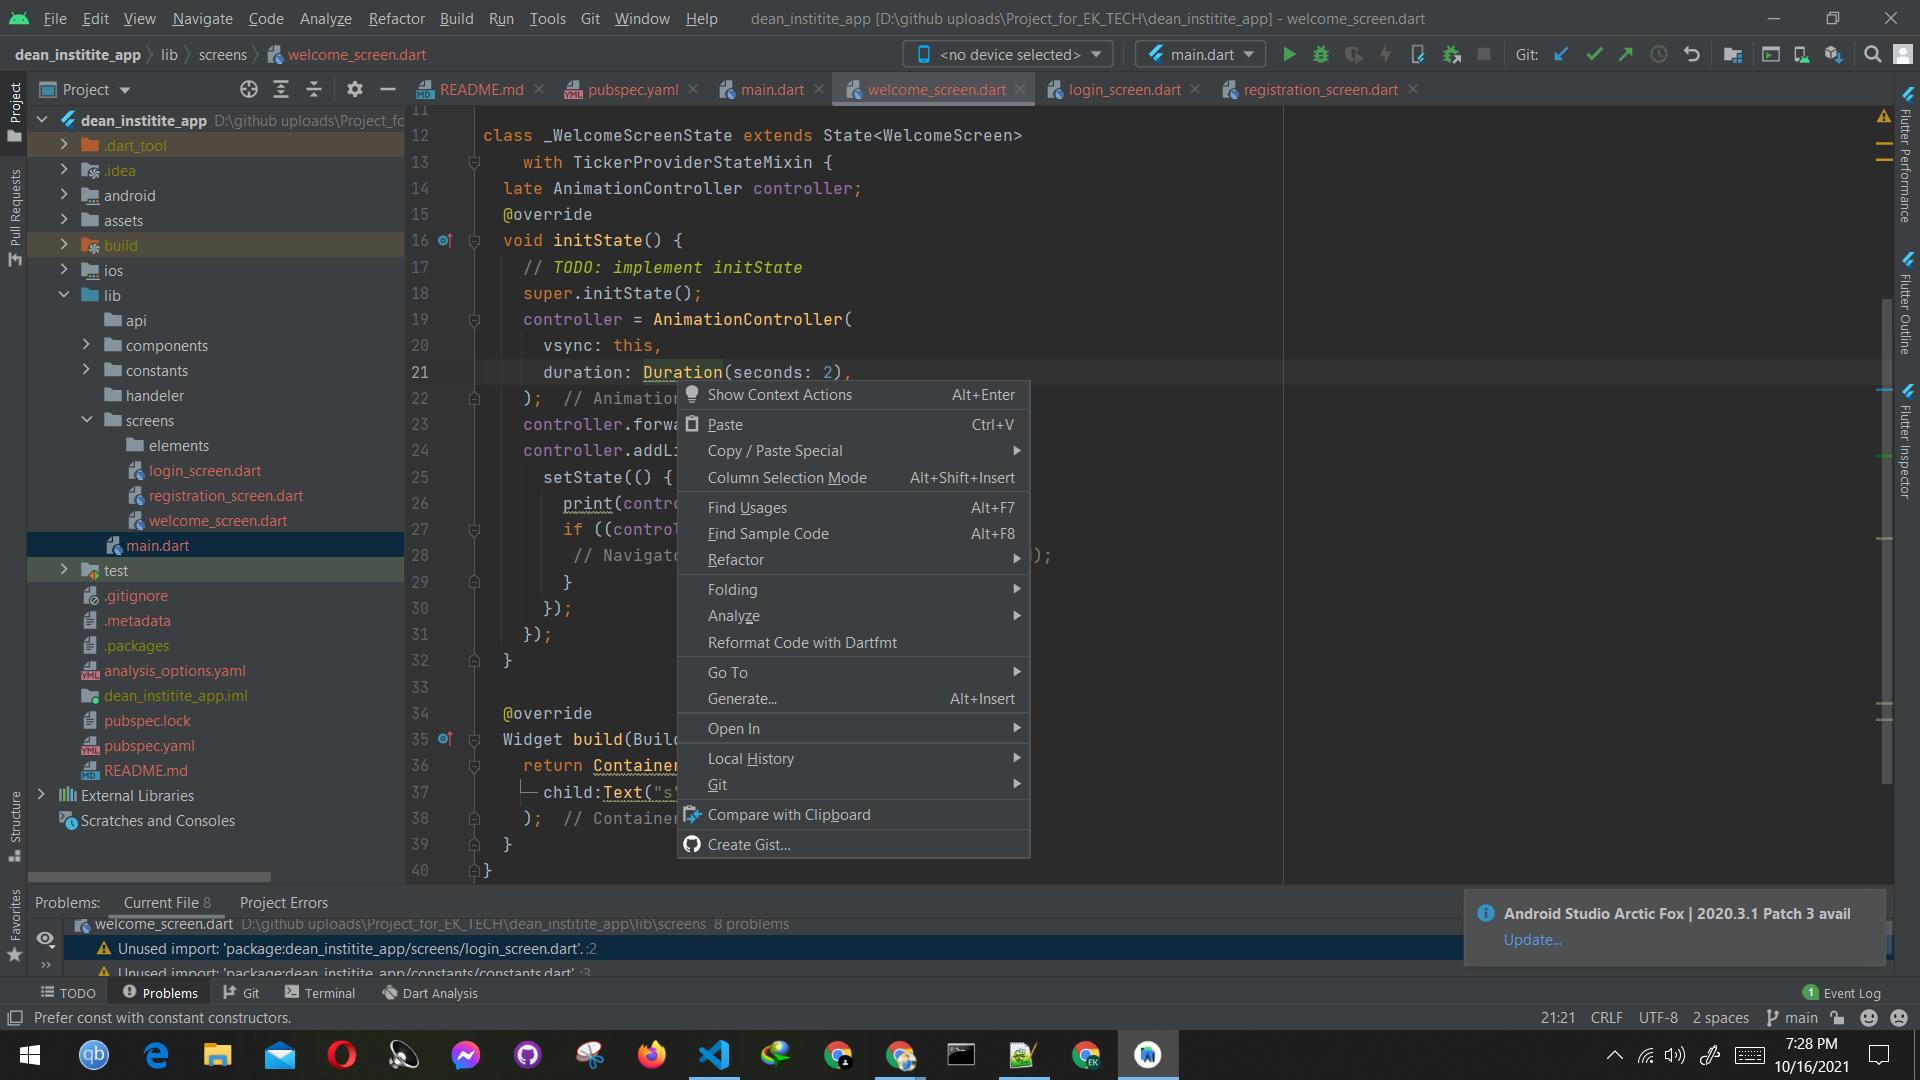 File Edit View Navigate Code Analyze Refactor Build Run Tools Git Window Help dean_institite_app [D:\github uploads\Project_for_EK_TECH\dean_institite_app] - welcome_screen.dart
dean_institite_app lib screens welcome_screen.dart <no device selected> main.dart Git:
Project README.md pubspec.yaml main.dart welcome_screen.dart login_screen.dart registration_screen.dart
Project
Pull Requests
Structure
Favorites
dean_institite_app D:\github uploads\Project_fo
.dart_tool
.idea
android
assets
build
ios
lib
api
components
constants
handeler
screens
elements
login_screen.dart
registration_screen.dart
welcome_screen.dart
main.dart
test
.gitignore
.metadata
.packages
analysis_options.yaml
dean_institite_app.iml
pubspec.lock
pubspec.yaml
README.md
External Libraries
Scratches and Consoles
11
12 class _WelcomeScreenState extends State<WelcomeScreen>
13 with TickerProviderStateMixin {
14 late AnimationController controller;
15 @override
16 void initState() {
17 // TODO: implement initState
18 super.initState();
19 controller = AnimationController(
20 vsync: this,
21 duration: Duration(seconds: 2),
22 ); // Animation
23 controller.forwa
24 controller.addLi
25 setState(() {
26 print(contro
27 if ((control
28 // Navigato );
29 }
30 });
31 });
32 }
33
34 @override
35 Widget build(Buil
36 return Container
37 child:Text("s"
38 ); // Container
39 }
40 }
Show Context Actions Alt+Enter
Paste Ctrl+V
Copy / Paste Special
Column Selection Mode Alt+Shift+Insert
Find Usages Alt+F7
Find Sample Code Alt+F8
Refactor
Folding
Analyze
Reformat Code with Dartfmt
Go To
Generate... Alt+Insert
Open In
Local History
Git
Compare with Clipboard
Create Gist...
Flutter Performance
Flutter Outline
Flutter Inspector
Problems: Current File 8 Project Errors
welcome_screen.dart D:\github uploads\Project_for_EK_TECH\dean_institite_app\lib\screens 8 problems
Unused import: 'package:dean_institite_app/screens/login_screen.dart'. :2
Unused import: 'package:dean_institite_app/constants/constants.dart'. :3
Android Studio Arctic Fox | 2020.3.1 Patch 3 avail
Update...
TODO Problems Git Terminal Dart Analysis 1 Event Log
Prefer const with constant constructors. 21:21 CRLF UTF-8 2 spaces main
qb EK 7:28 PM
10/16/2021